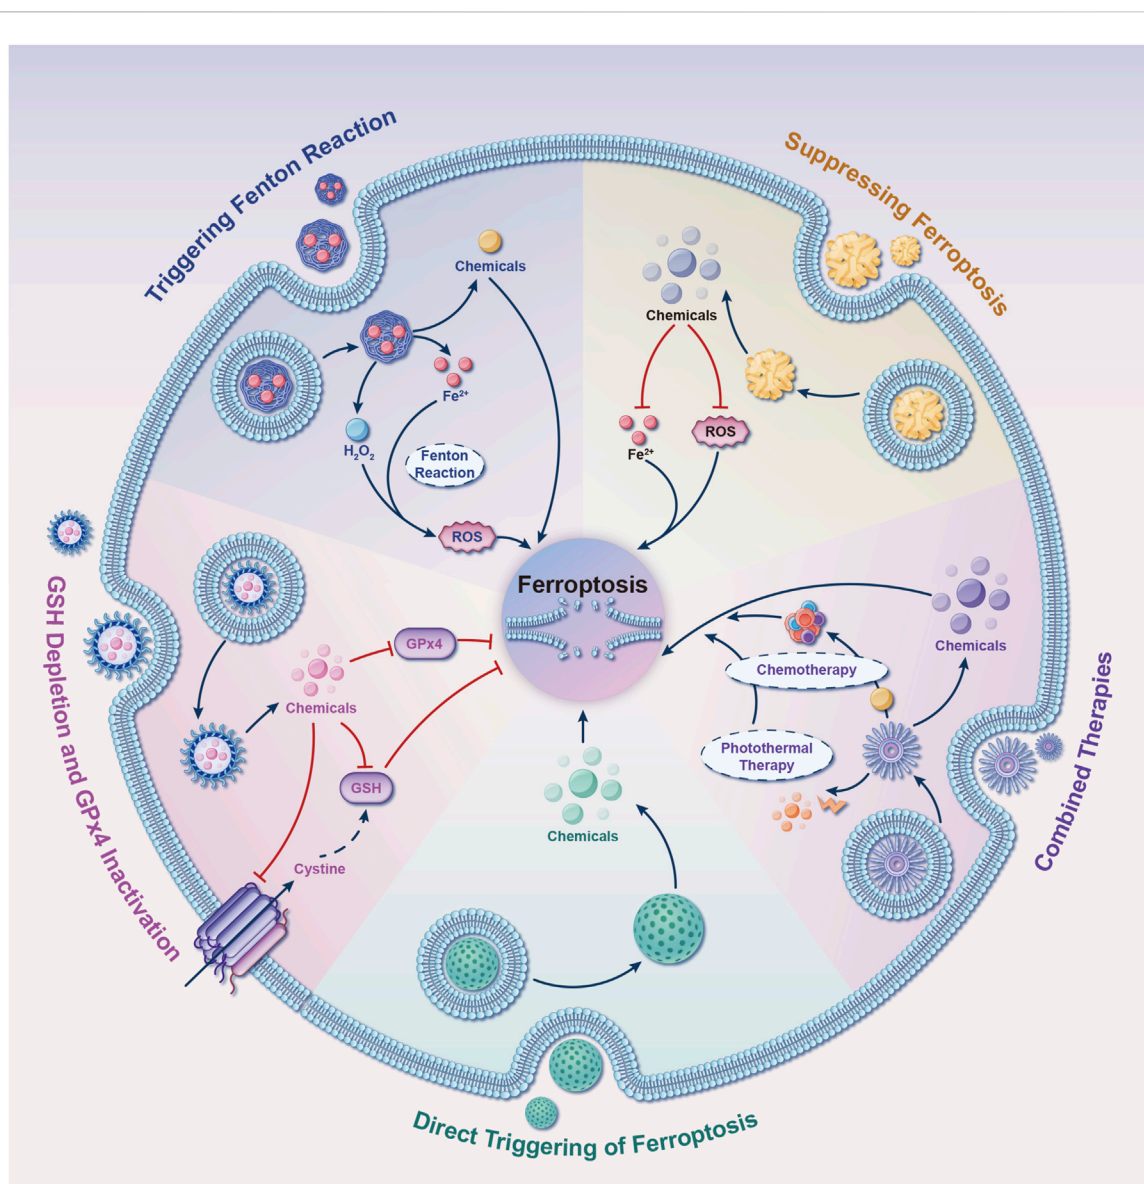 Triggering Fenton Reaction
Suppressing Ferroptosis
Chemicals
Fe²⁺
H₂O₂
Fenton
Reaction
ROS
Chemicals
Fe²⁺
ROS
Ferroptosis
GSH Depletion and GPx4 Inactivation
GPx4
Chemicals
GSH
Cystine
Chemicals
Chemotherapy
Photothermal
Therapy
Combined Therapies
Chemicals
Direct Triggering of Ferroptosis